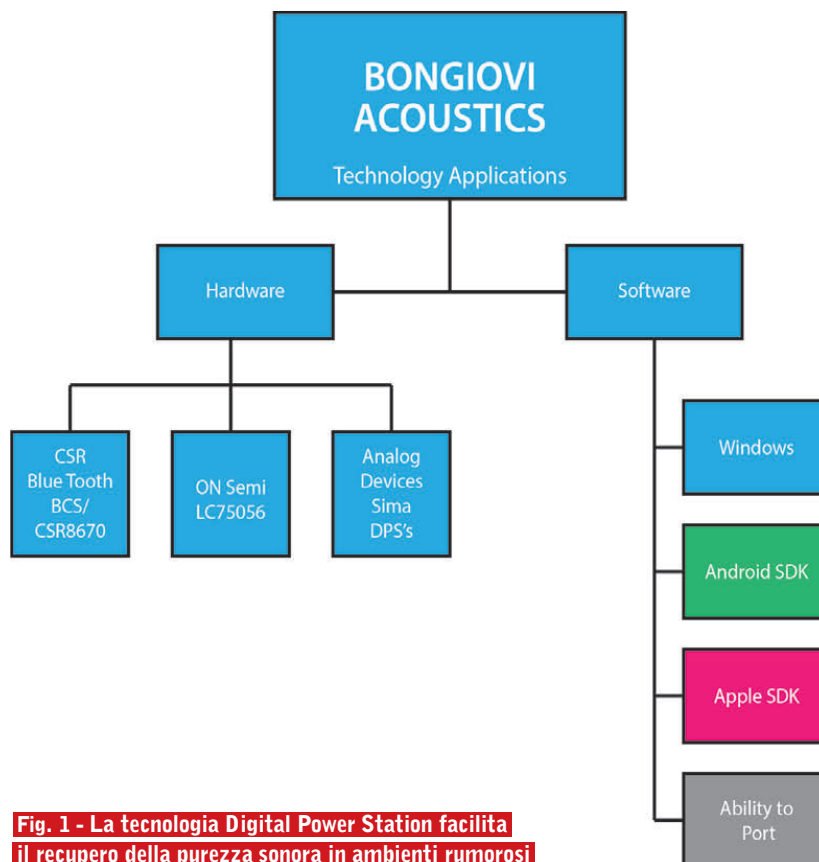 BONGIOVI
ACOUSTICS
Technology Applications
Hardware
Software
CSR
Blue Tooth
BCS/
CSR8670
ON Semi
LC75056
Analog
Devices
Sima
DPS's
Windows
Android SDK
Apple SDK
Ability to
Port
Fig. 1 - La tecnologia Digital Power Station facilita
il recupero della purezza sonora in ambienti rumorosi